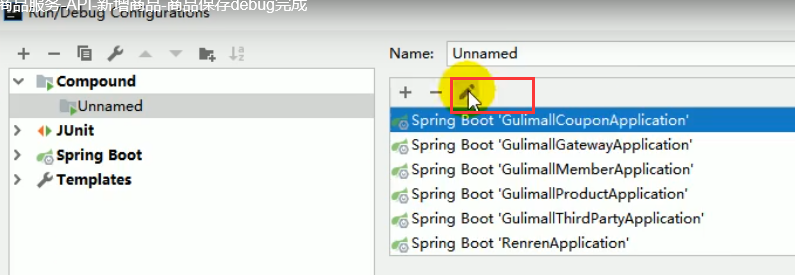 商品服务-API-新增商品-商品保存debug完成
Run/Debug Configurations
Name: Unnamed
Compound
Unnamed
JUnit
Spring Boot
Templates
Spring Boot 'GulimallCouponApplication'
Spring Boot 'GulimallGatewayApplication'
Spring Boot 'GulimallMemberApplication'
Spring Boot 'GulimallProductApplication'
Spring Boot 'GulimallThirdPartyApplication'
Spring Boot 'RenrenApplication'